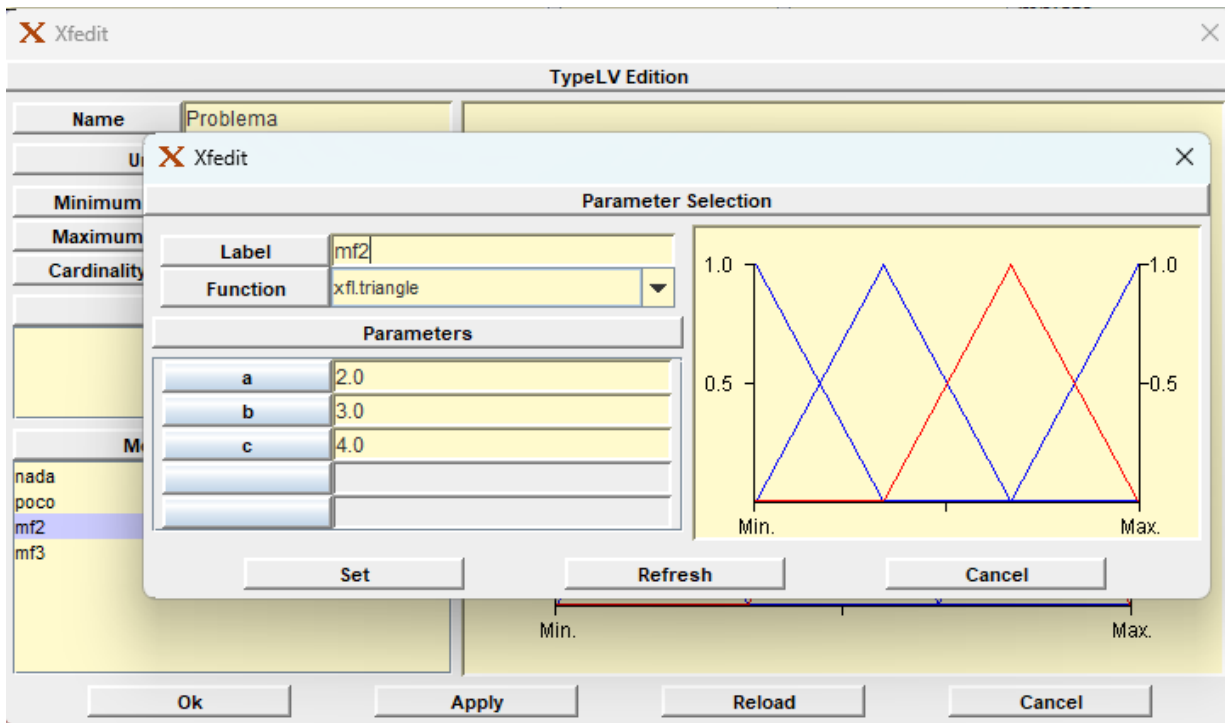 Xfedit
TypeLV Edition
Name
Problema
Minimum
Maximum
Cardinality
nada
poco
mf2
mf3
Xfedit
Parameter Selection
Label
mf2
Function
xfl.triangle
Parameters
a
2.0
b
3.0
c
4.0
1.0
1.0
0.5
0.5
Min.
Max.
Set
Refresh
Cancel
Min.
Max.
Ok
Apply
Reload
Cancel